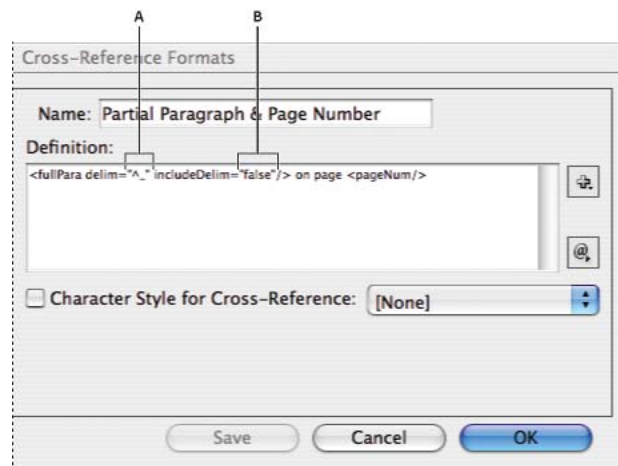 A B
Cross-Reference Formats
Name: Partial Paragraph & Page Number
Definition:
<fullPara delim="^_" includeDelim="false"/> on page <pageNum/>
@
Character Style for Cross-Reference: [None]
Save Cancel OK